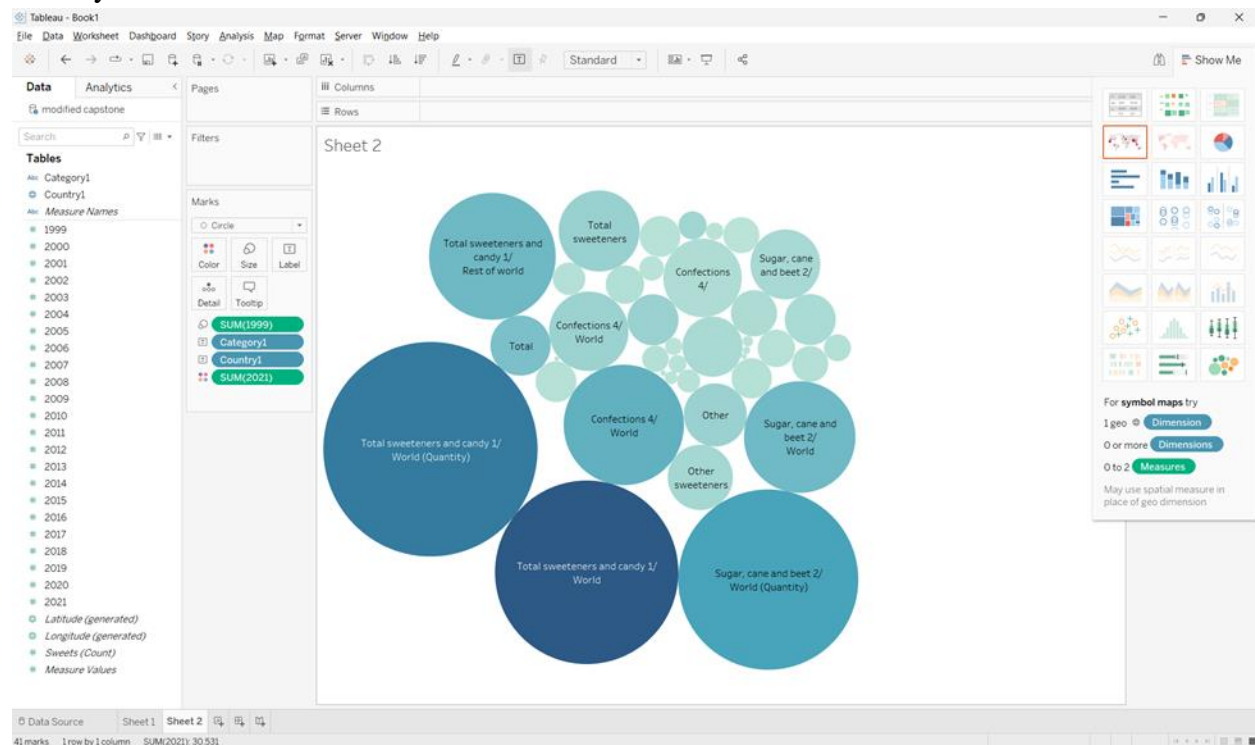 Tableau - Book1
File Data Worksheet Dashboard Story Analysis Map Format Server Window Help
Standard
Show Me
Data Analytics
Pages
Columns
modified capstone
Rows
Search
Filters
Sheet 2
Tables
Abc Category1
Country1
Abc Measure Names
1999
2000
2001
2002
2003
2004
2005
2006
2007
2008
2009
2010
2011
2012
2013
2014
2015
2016
2017
2018
2019
2020
2021
Latitude (generated)
Longitude (generated)
Sweets (Count)
Measure Values
Marks
Circle
Color Size Label
Detail Tooltip
SUM(1999)
Category1
Country1
SUM(2021)
Total sweeteners and
candy 1/
Rest of world
Total
sweeteners
Confections
4/
Sugar, cane
and beet 2/
Confections 4/
World
Total
Total sweeteners and candy 1/
World (Quantity)
Confections 4/
World
Other
Sugar, cane and
beet 2/
World
Other
sweeteners
Total sweeteners and candy 1/
World
Sugar, cane and beet 2/
World (Quantity)
For symbol maps try
1 geo Dimension
0 or more Dimensions
0 to 2 Measures
May use spatial measure in
place of geo dimension
Data Source Sheet 1 Sheet 2
41 marks 1 row by 1 column SUM(2021): 30,531